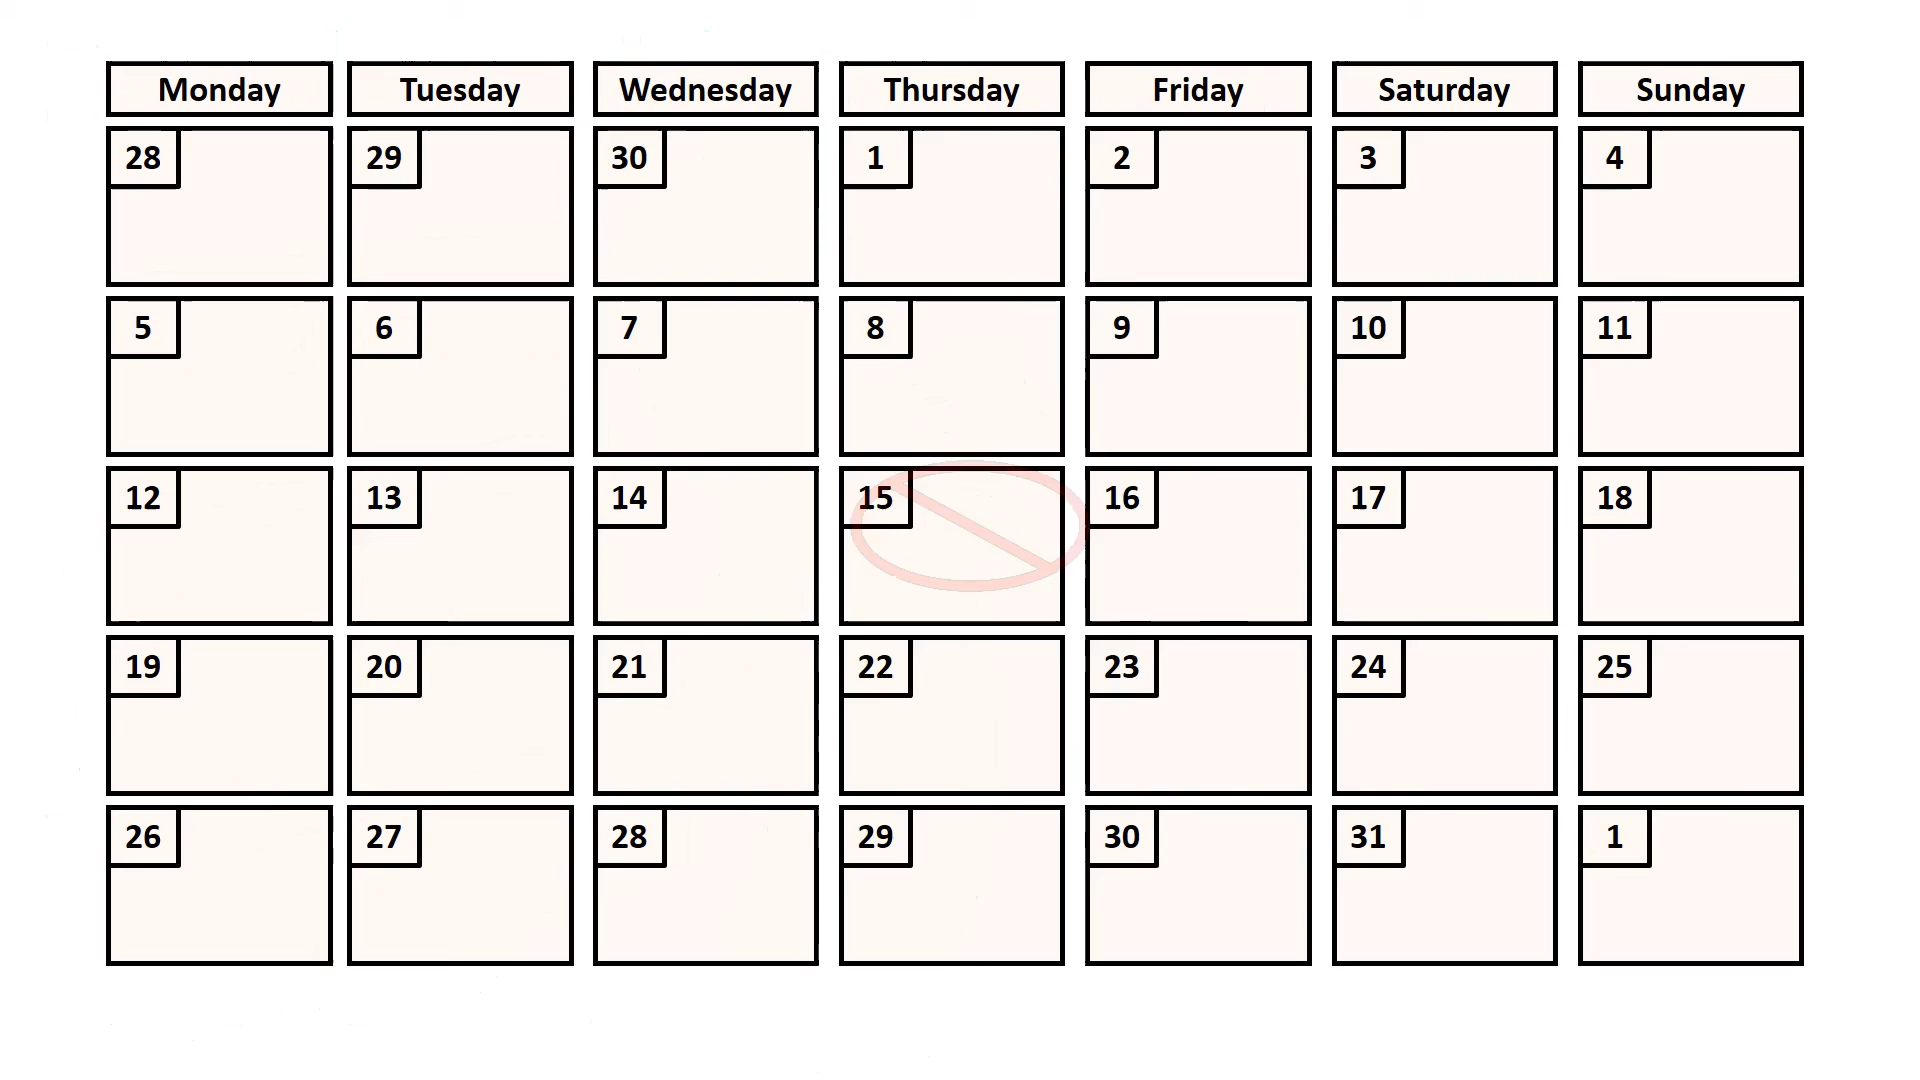 Monday Tuesday Wednesday Thursday Friday Saturday Sunday
28 29 30 1 2 3 4
5 6 7 8 9 10 11
12 13 14 15 16 17 18
19 20 21 22 23 24 25
26 27 28 29 30 31 1